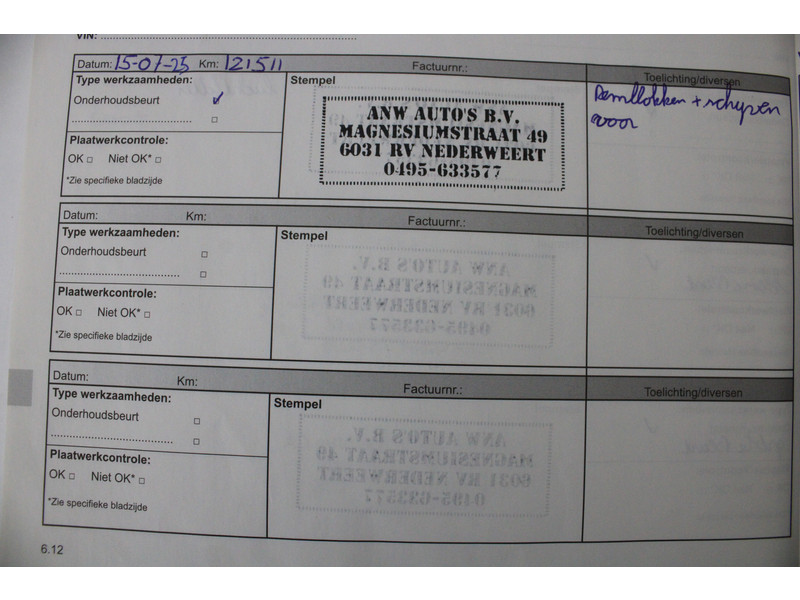 VIN:
Datum: 15-07-25 Km: 121511 Factuurnr.: Toelichting/diversen
Type werkzaamheden: Stempel
Remblokken + schijven
Onderhoudsbeurt
voor
ANW AUTO'S B.V.
MAGNESIUMSTRAAT 49
6031 RV NEDERWEERT
0495-633577
Plaatwerkcontrole:
OK Niet OK*
*Zie specifieke bladzijde
Datum: Km: Factuurnr.: Toelichting/diversen
Type werkzaamheden: Stempel
Onderhoudsbeurt
Plaatwerkcontrole:
OK Niet OK*
*Zie specifieke bladzijde
Datum: Km: Factuurnr.: Toelichting/diversen
Type werkzaamheden: Stempel
Onderhoudsbeurt
Plaatwerkcontrole:
OK Niet OK*
*Zie specifieke bladzijde
6.12